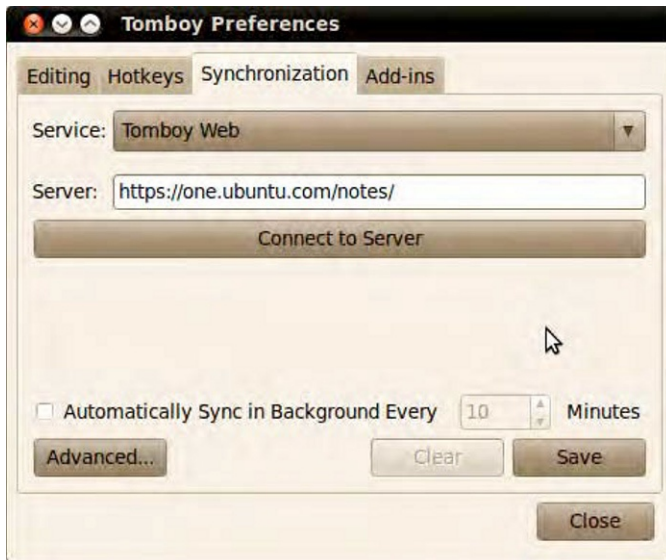 Tomboy Preferences
Editing Hotkeys Synchronization Add-ins
Service: Tomboy Web
Server: https://one.ubuntu.com/notes/
Connect to Server
Automatically Sync in Background Every 10 Minutes
Advanced... Clear Save
Close